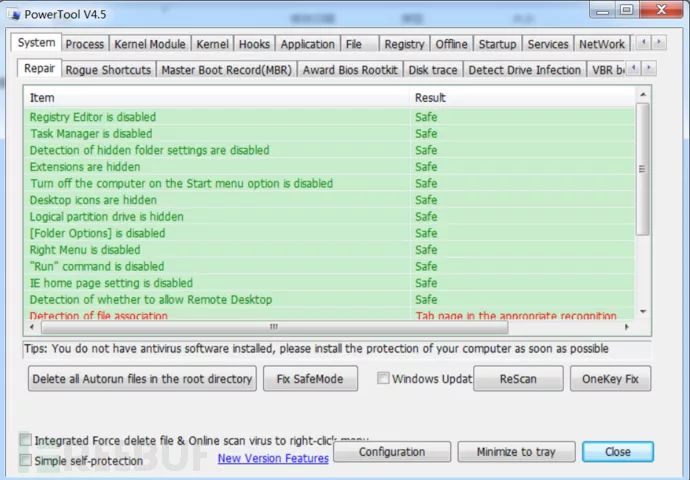 PowerTool V4.5
System Process Kernel Module Kernel Hooks Application File Registry Offline Startup Services NetWork
Repair Rogue Shortcuts Master Boot Record(MBR) Award Bios Rootkit Disk trace Detect Drive Infection VBR b
Item Result
Registry Editor is disabled Safe
Task Manager is disabled Safe
Detection of hidden folder settings are disabled Safe
Extensions are hidden Safe
Turn off the computer on the Start menu option is disabled Safe
Desktop icons are hidden Safe
Logical partition drive is hidden Safe
[Folder Options] is disabled Safe
Right Menu is disabled Safe
"Run" command is disabled Safe
IE home page setting is disabled Safe
Detection of whether to allow Remote Desktop Safe
Detection of file association Tab page in the appropriate recognition
Tips: You do not have antivirus software installed, please install the protection of your computer as soon as possible
Delete all Autorun files in the root directory Fix SafeMode Windows Updat ReScan OneKey Fix
Integrated Force delete file & Online scan virus to right-click menu
Simple self-protection New Version Features Configuration Minimize to tray Close
REEBUF